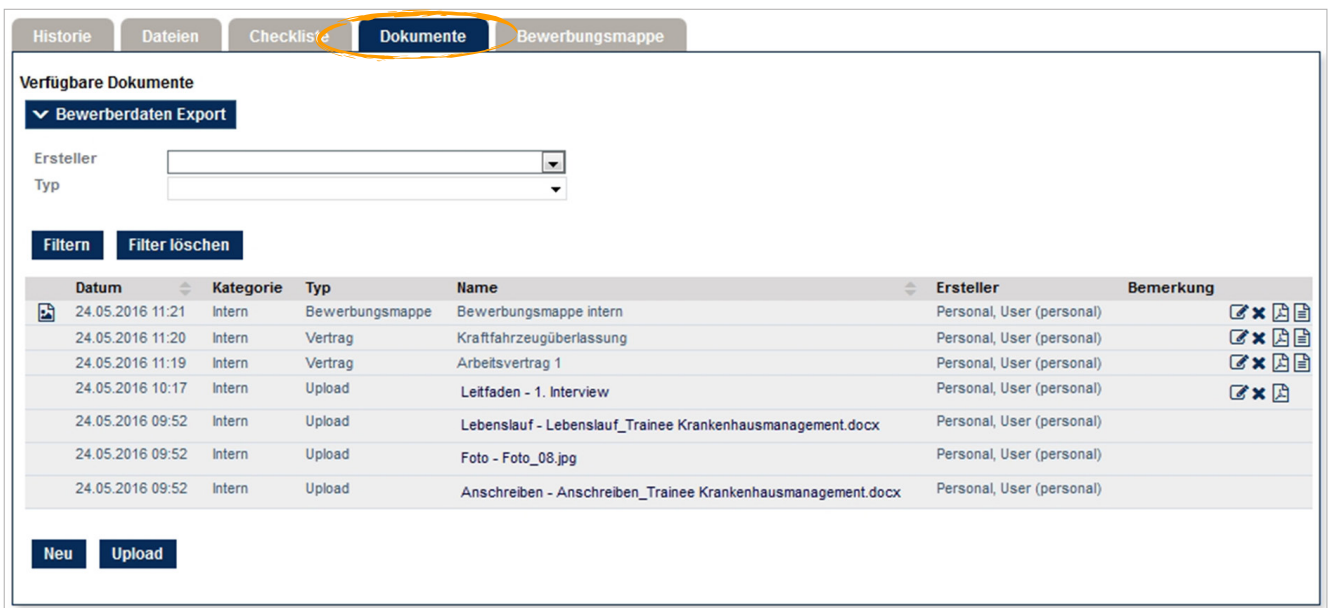 Historie Dateien Checkliste Dokumente Bewerbungsmappe
Verfügbare Dokumente
Bewerberdaten Export
Ersteller
Typ
Filtern Filter löschen
Datum Kategorie Typ Name Ersteller Bemerkung
24.05.2016 11:21 Intern Bewerbungsmappe Bewerbungsmappe intern Personal, User (personal)
24.05.2016 11:20 Intern Vertrag Kraftfahrzeugüberlassung Personal, User (personal)
24.05.2016 11:19 Intern Vertrag Arbeitsvertrag 1 Personal, User (personal)
24.05.2016 10:17 Intern Upload Leitfaden - 1. Interview Personal, User (personal)
24.05.2016 09:52 Intern Upload Lebenslauf - Lebenslauf_Trainee Krankenhausmanagement.docx Personal, User (personal)
24.05.2016 09:52 Intern Upload Foto - Foto_08.jpg Personal, User (personal)
24.05.2016 09:52 Intern Upload Anschreiben - Anschreiben_Trainee Krankenhausmanagement.docx Personal, User (personal)
Neu Upload